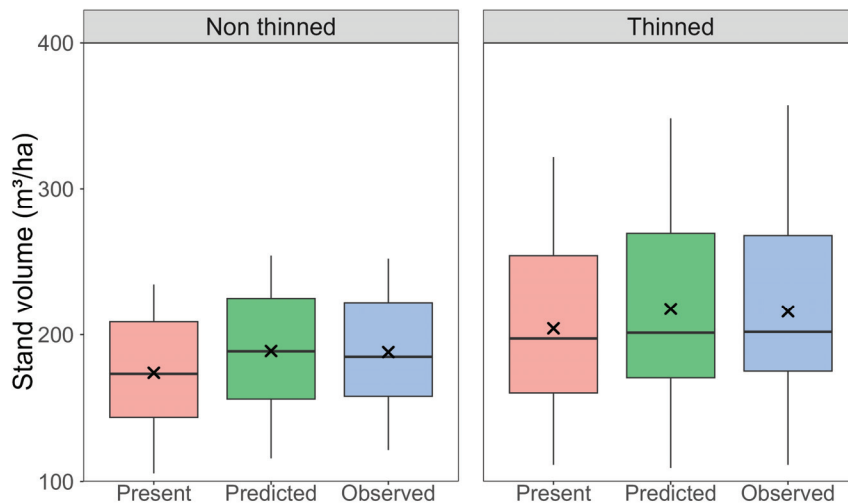 Non thinned
Thinned
Stand volume (m³/ha)
400
300
200
100
Present Predicted Observed
Present Predicted Observed